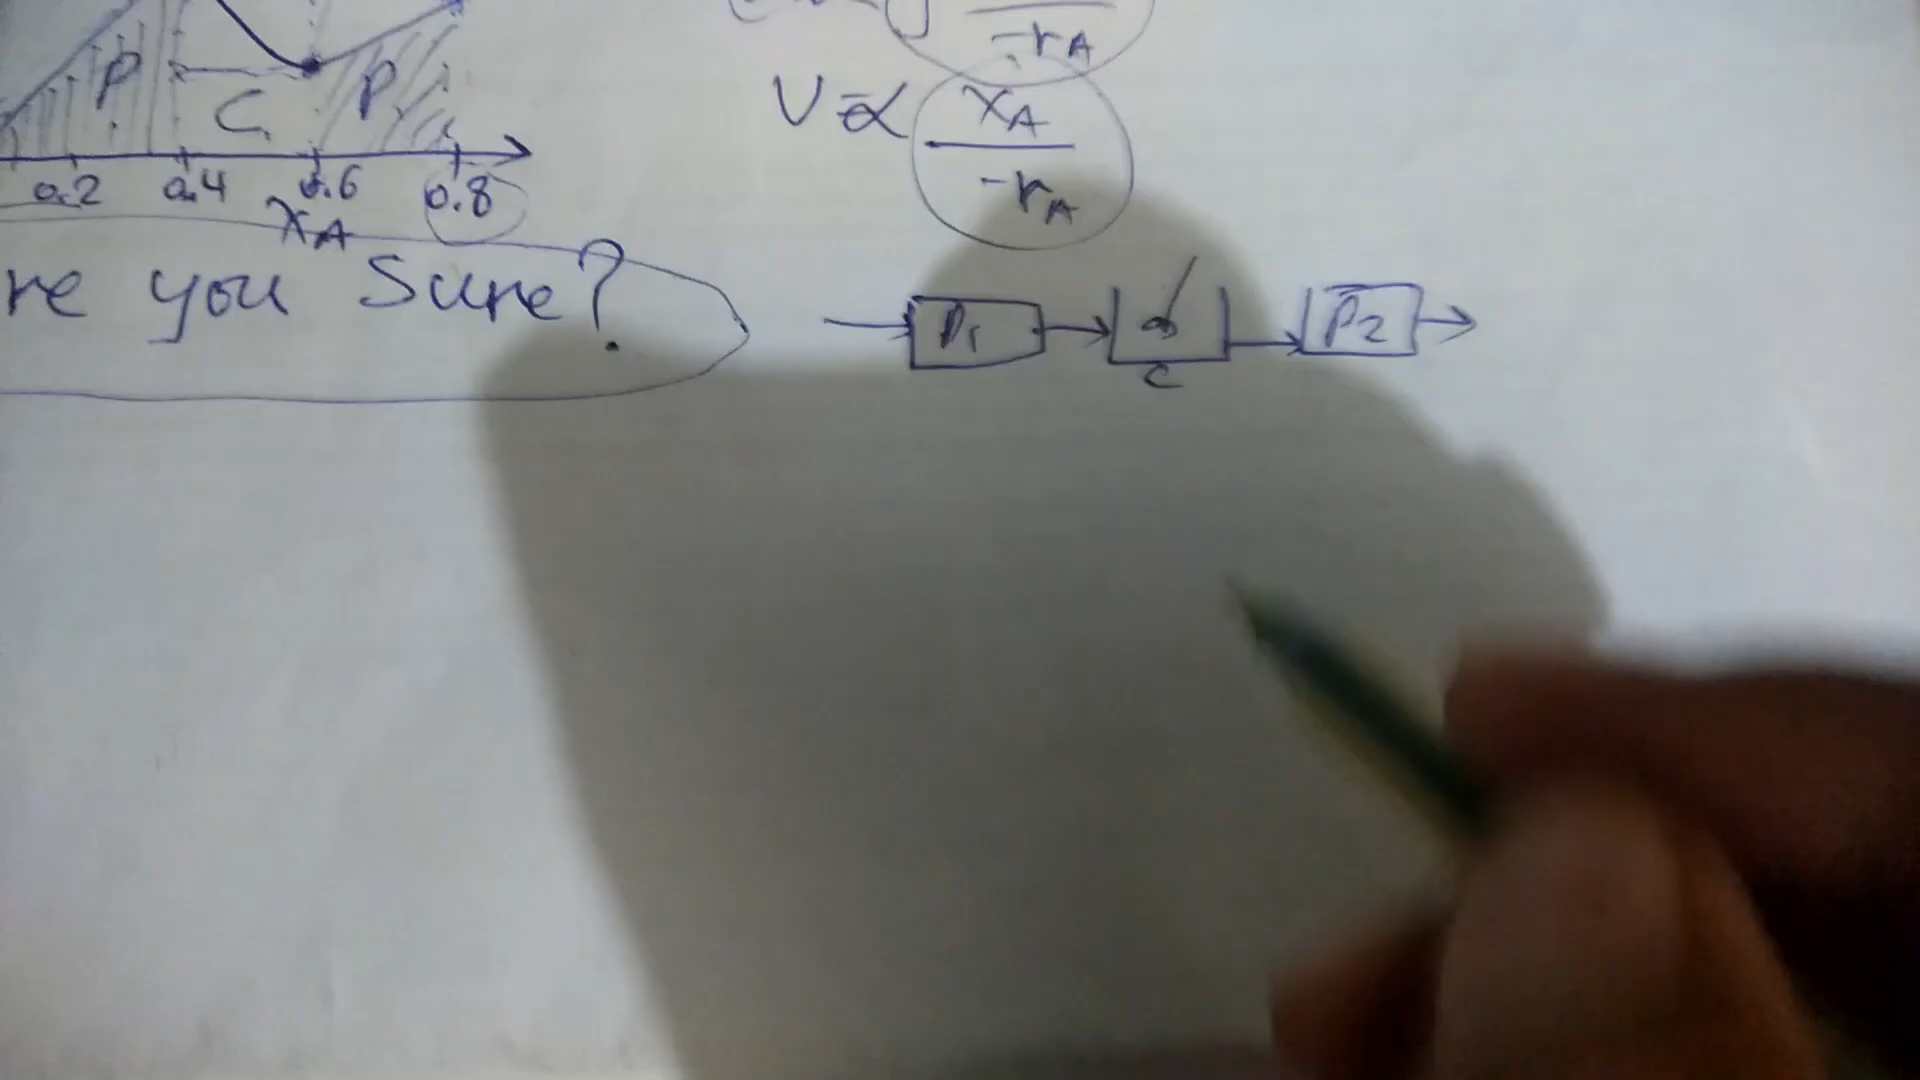 -rA
V ∝ XA
-rA
P C P
0.2 0.4 0.6 0.8
XA
re you Sure?
P1 C P2